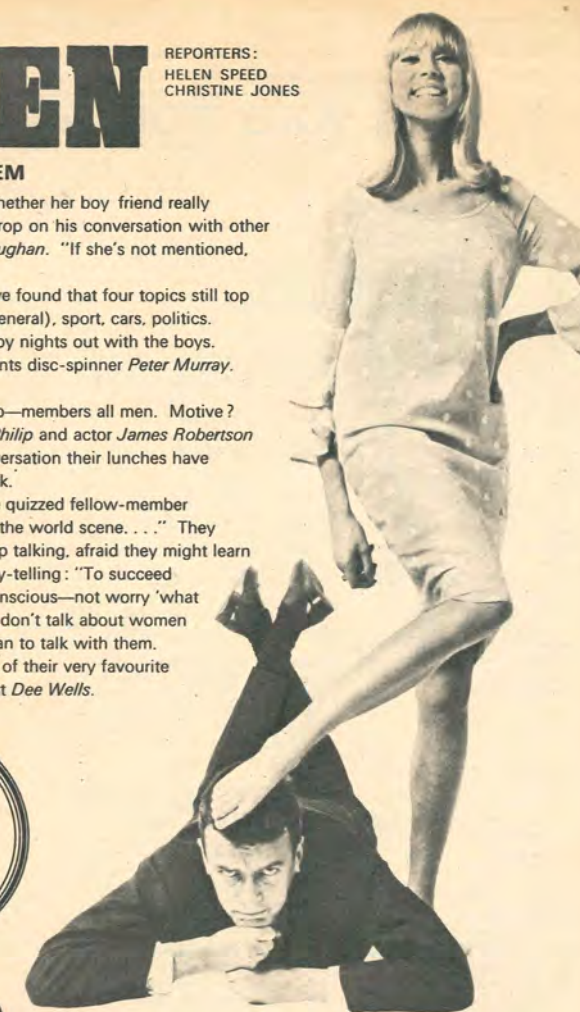 EN
REPORTERS:
HELEN SPEED
CHRISTINE JONES
EM
hether her boy friend really
rop on his conversation with other
ughan. "If she's not mentioned,
ve found that four topics still top
eneral), sport, cars, politics.
oy nights out with the boys.
nts disc-spinner Peter Murray.
o—members all men. Motive?
Philip and actor James Robertson
ersation their lunches have
k.
quizzed fellow-member
the world scene. . . ." They
p talking, afraid they might learn
y-telling: "To succeed
nscious—not worry 'what
don't talk about women
an to talk with them.
of their very favourite
t Dee Wells.